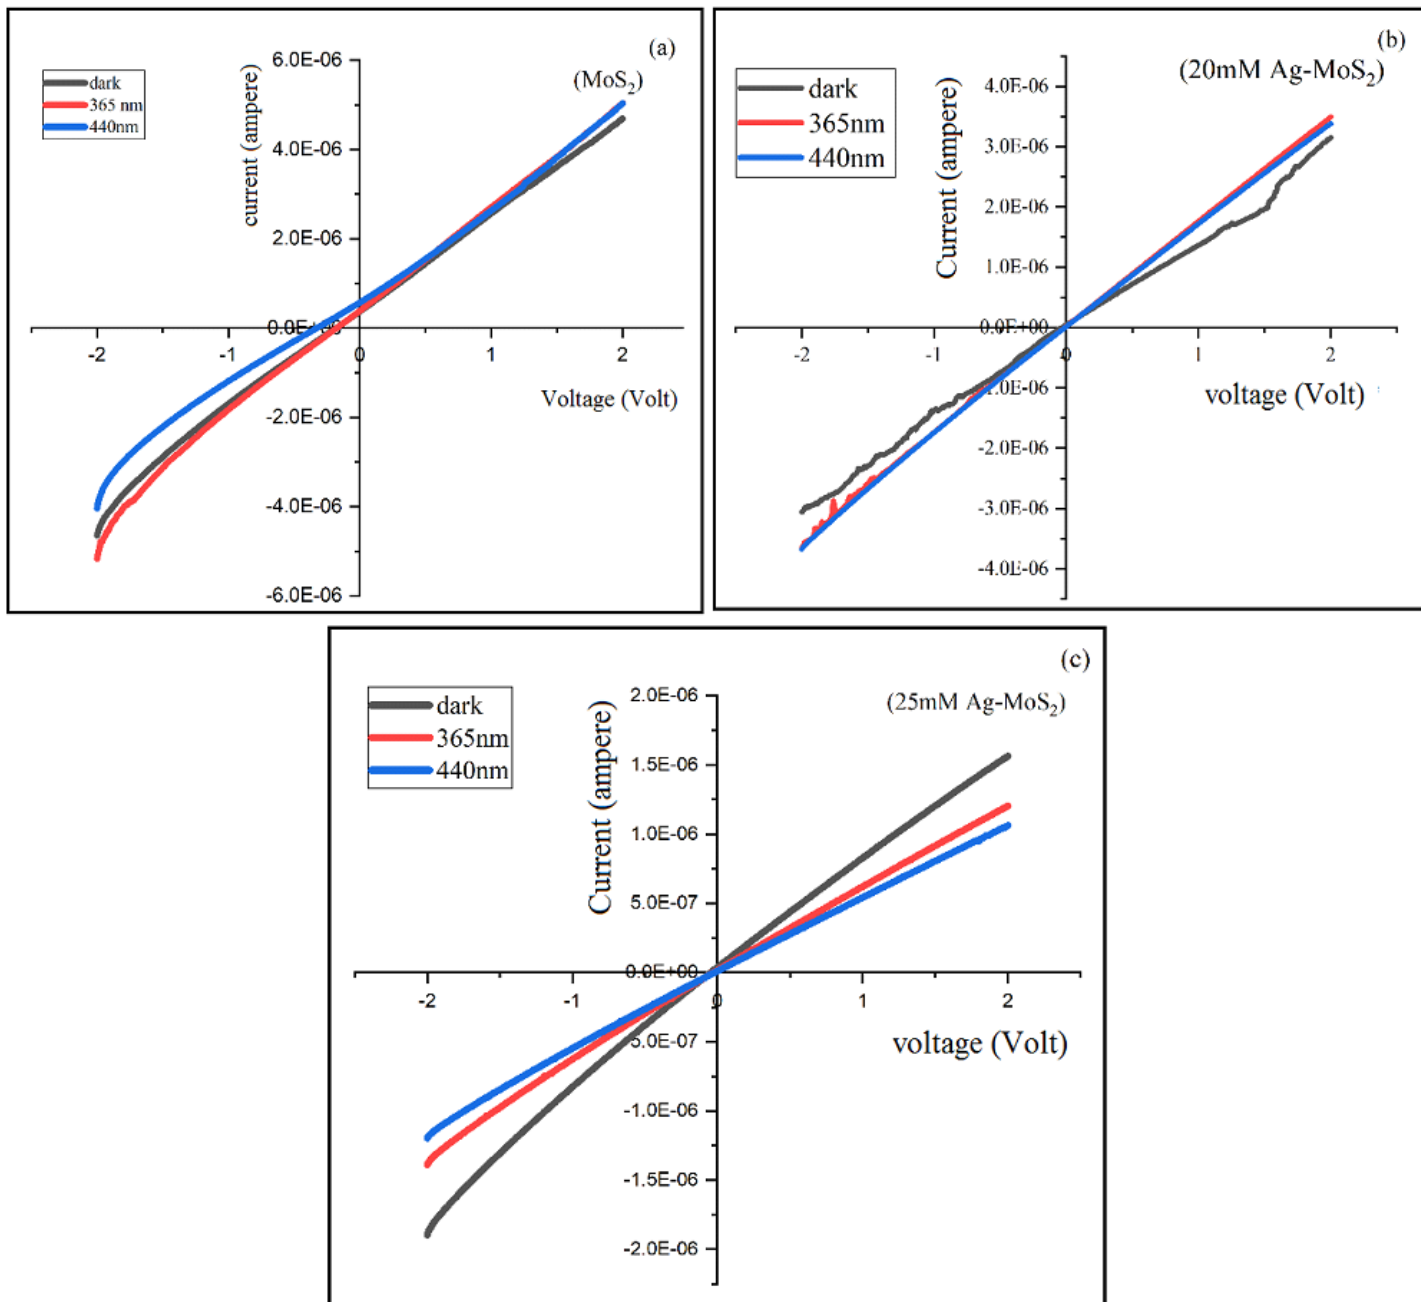 (a)
(MoS2)
dark
365 nm
440nm
current (ampere)
6.0E-06
4.0E-06
2.0E-06
0.0E+00
-2.0E-06
-4.0E-06
-6.0E-06
-2
-1
0
1
2
Voltage (Volt)
(b)
(20mM Ag-MoS2)
dark
365nm
440nm
Current (ampere)
4.0E-06
3.0E-06
2.0E-06
1.0E-06
0.0E+00
-1.0E-06
-2.0E-06
-3.0E-06
-4.0E-06
-2
-1
0
1
2
voltage (Volt)
(c)
(25mM Ag-MoS2)
dark
365nm
440nm
Current (ampere)
2.0E-06
1.5E-06
1.0E-06
5.0E-07
0.0E+00
5.0E-07
-1.0E-06
-1.5E-06
-2.0E-06
-2
-1
0
1
2
voltage (Volt)